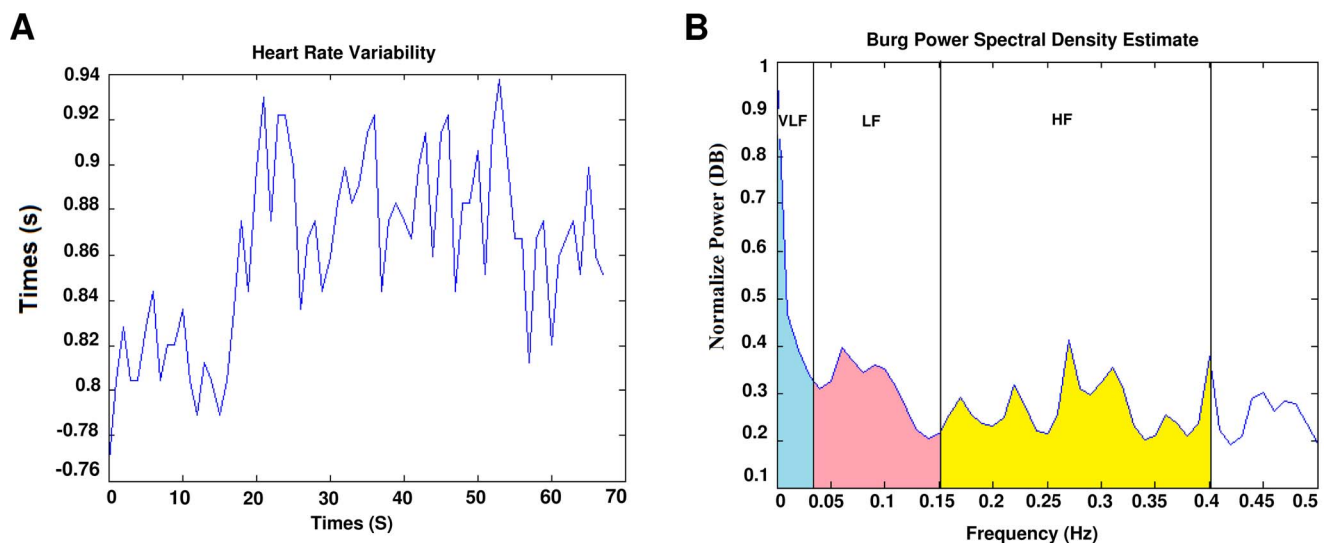 A
Heart Rate Variability
Times (s)
0.94
0.92
0.9
0.88
0.86
0.84
0.82
0.8
-0.78
-0.76
0 10 20 30 40 50 60 70
Times (S)
B
Burg Power Spectral Density Estimate
Normalize Power (DB)
1
0.9
0.8
0.7
0.6
0.5
0.4
0.3
0.2
0.1
VLF LF HF
0 0.05 0.1 0.15 0.2 0.25 0.3 0.35 0.4 0.45 0.5
Frequency (Hz)